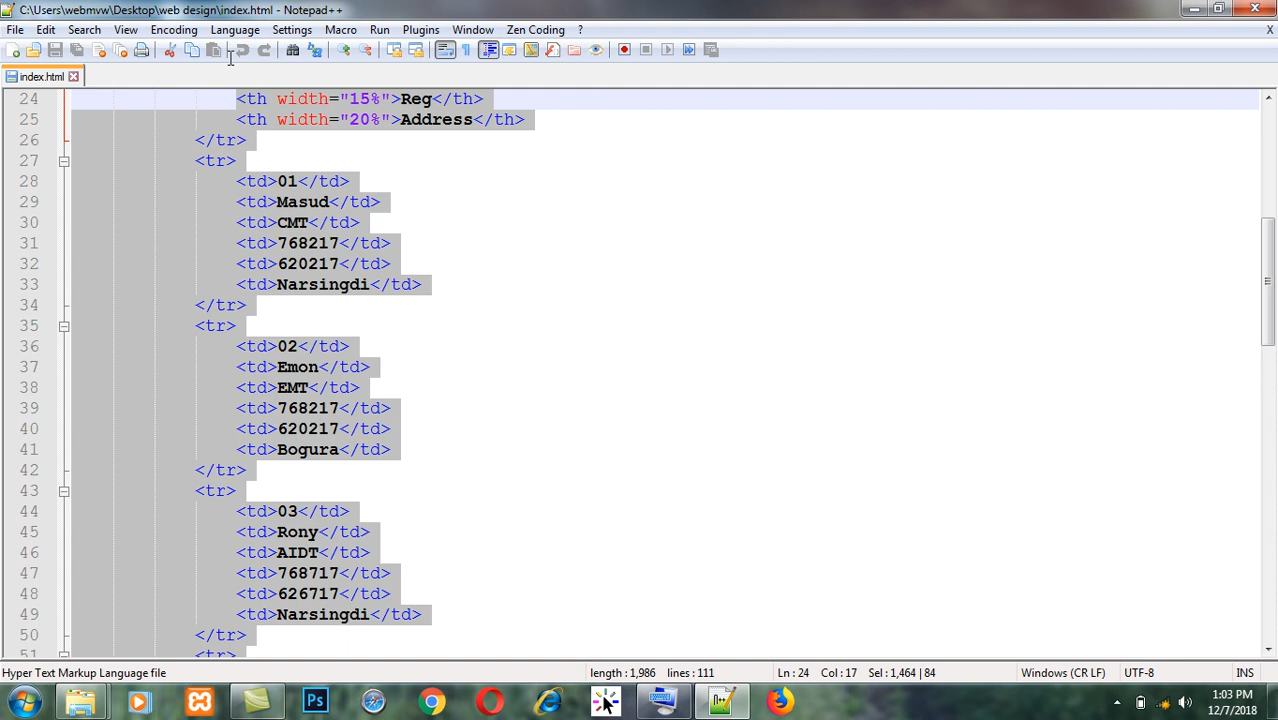 C:\Users\webmvw\Desktop\web design\index.html - Notepad++
File Edit Search View Encoding Language Settings Macro Run Plugins Window Zen Coding ? X
index.html
24 <th width="15%">Reg</th>
25 <th width="20%">Address</th>
26 </tr>
27 <tr>
28 <td>01</td>
29 <td>Masud</td>
30 <td>CMT</td>
31 <td>768217</td>
32 <td>620217</td>
33 <td>Narsingdi</td>
34 </tr>
35 <tr>
36 <td>02</td>
37 <td>Emon</td>
38 <td>EMT</td>
39 <td>768217</td>
40 <td>620217</td>
41 <td>Bogura</td>
42 </tr>
43 <tr>
44 <td>03</td>
45 <td>Rony</td>
46 <td>AIDT</td>
47 <td>768717</td>
48 <td>626717</td>
49 <td>Narsingdi</td>
50 </tr>
51 <tr>
Hyper Text Markup Language file length : 1,986 lines : 111 Ln : 24 Col : 17 Sel : 1,464 | 84 Windows (CR LF) UTF-8 INS
Ps
1:03 PM
12/7/2018